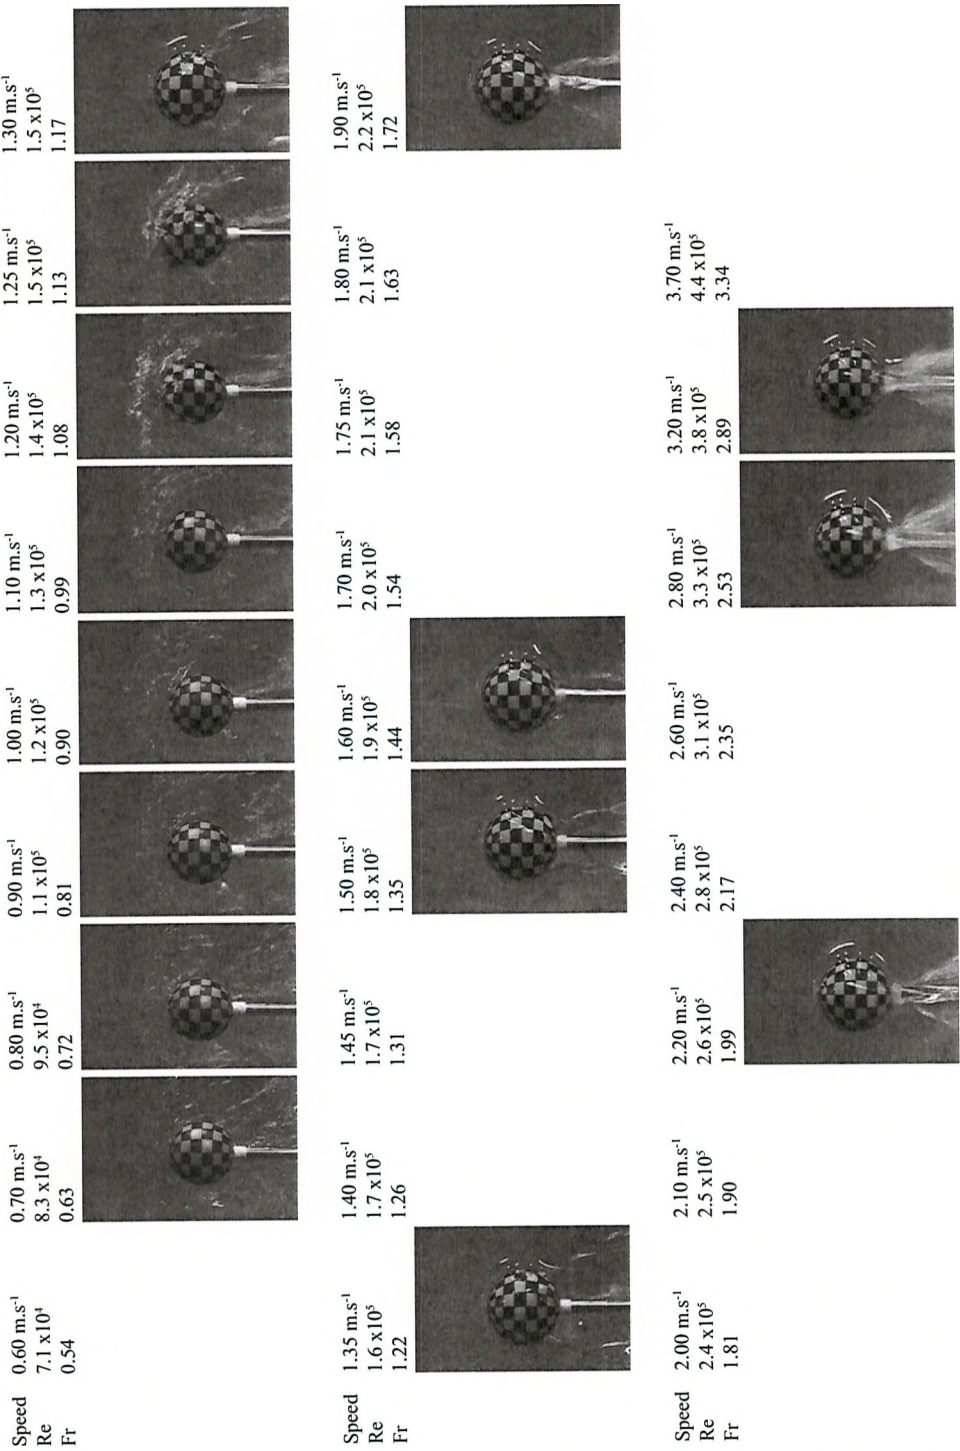 Speed 0.60 m.s⁻¹ 0.70 m.s⁻¹ 0.80 m.s⁻¹ 0.90 m.s⁻¹ 1.00 m.s⁻¹ 1.10 m.s⁻¹ 1.20 m.s⁻¹ 1.25 m.s⁻¹ 1.30 m.s⁻¹
Re 7.1 x10⁴ 8.3 x10⁴ 9.5 x10⁴ 1.1 x10⁵ 1.2 x10⁵ 1.3 x10⁵ 1.4 x10⁵ 1.5 x10⁵ 1.5 x10⁵
Fr 0.54 0.63 0.72 0.81 0.90 0.99 1.08 1.13 1.17
Speed 1.35 m.s⁻¹ 1.40 m.s⁻¹ 1.45 m.s⁻¹ 1.50 m.s⁻¹ 1.60 m.s⁻¹ 1.70 m.s⁻¹ 1.75 m.s⁻¹ 1.80 m.s⁻¹ 1.90 m.s⁻¹
Re 1.6 x10⁵ 1.7 x10⁵ 1.7 x10⁵ 1.8 x10⁵ 1.9 x10⁵ 2.0 x10⁵ 2.1 x10⁵ 2.1 x10⁵ 2.2 x10⁵
Fr 1.22 1.26 1.31 1.35 1.44 1.54 1.58 1.63 1.72
Speed 2.00 m.s⁻¹ 2.10 m.s⁻¹ 2.20 m.s⁻¹ 2.40 m.s⁻¹ 2.60 m.s⁻¹ 2.80 m.s⁻¹ 3.20 m.s⁻¹ 3.70 m.s⁻¹
Re 2.4 x10⁵ 2.5 x10⁵ 2.6 x10⁵ 2.8 x10⁵ 3.1 x10⁵ 3.3 x10⁵ 3.8 x10⁵ 4.4 x10⁵
Fr 1.81 1.90 1.99 2.17 2.35 2.53 2.89 3.34